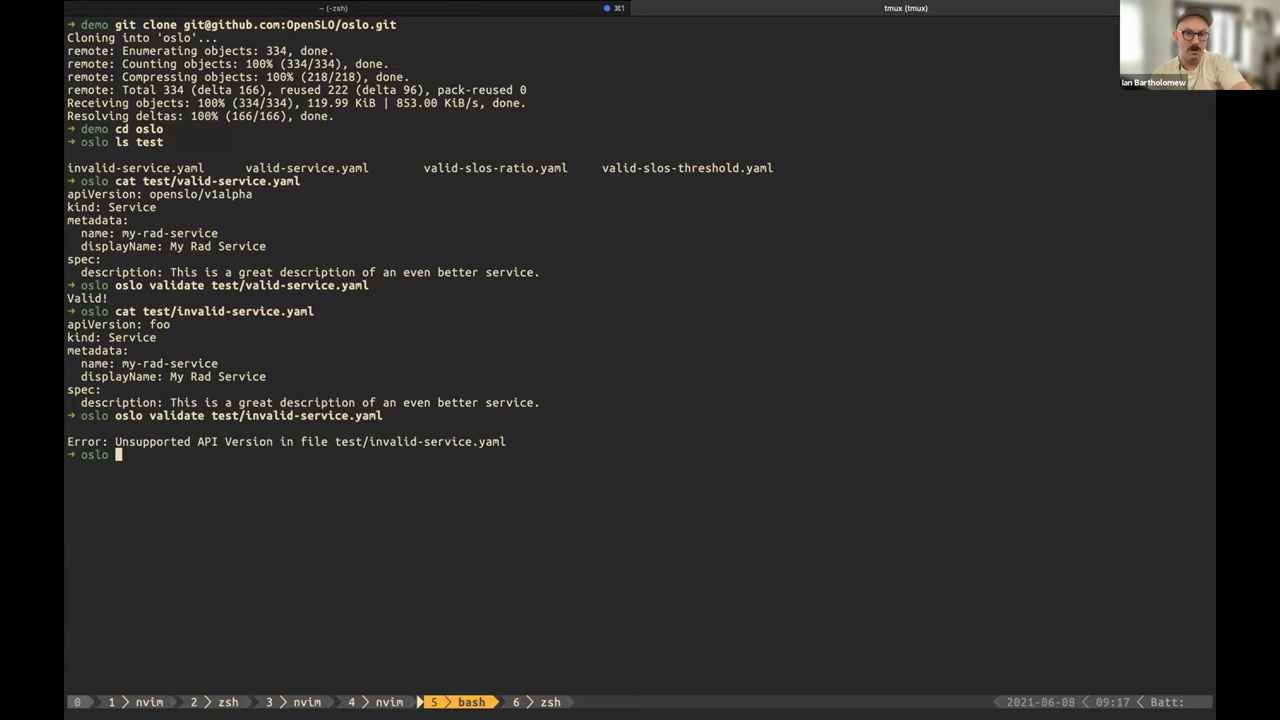 ~ (-zsh)
⌘1
tmux (tmux)
➜ demo git clone git@github.com:OpenSLO/oslo.git
Cloning into 'oslo'...
remote: Enumerating objects: 334, done.
remote: Counting objects: 100% (334/334), done.
remote: Compressing objects: 100% (218/218), done.
remote: Total 334 (delta 166), reused 222 (delta 96), pack-reused 0
Receiving objects: 100% (334/334), 119.99 KiB | 853.00 KiB/s, done.
Resolving deltas: 100% (166/166), done.
➜ demo cd oslo
➜ oslo ls test
invalid-service.yaml valid-service.yaml valid-slos-ratio.yaml valid-slos-threshold.yaml
➜ oslo cat test/valid-service.yaml
apiVersion: openslo/v1alpha
kind: Service
metadata:
  name: my-rad-service
  displayName: My Rad Service
spec:
  description: This is a great description of an even better service.
➜ oslo oslo validate test/valid-service.yaml
Valid!
➜ oslo cat test/invalid-service.yaml
apiVersion: foo
kind: Service
metadata:
  name: my-rad-service
  displayName: My Rad Service
spec:
  description: This is a great description of an even better service.
➜ oslo oslo validate test/invalid-service.yaml
Error: Unsupported API Version in file test/invalid-service.yaml
➜ oslo
Ian Bartholomew
0 1 nvim 2 zsh 3 nvim 4 nvim 5 bash 6 zsh 2021-06-08 09:17 Batt: